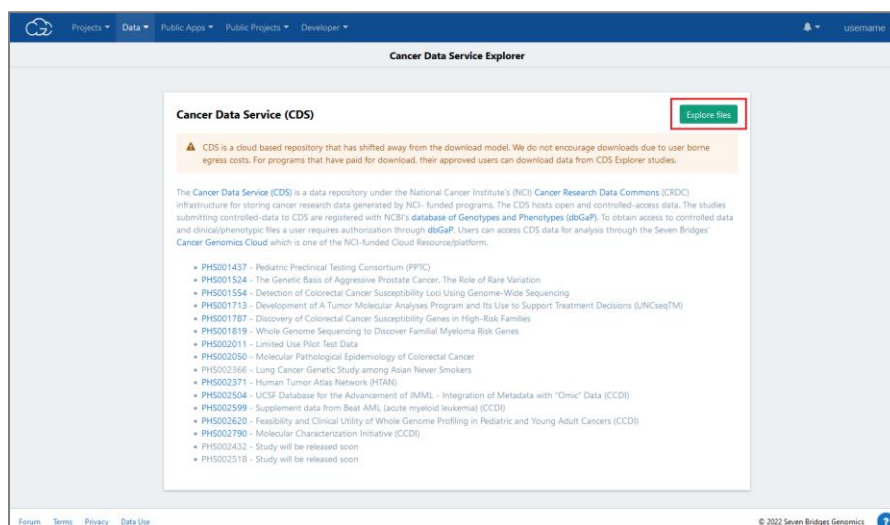 Projects Data Public Apps Public Projects Developer username
Cancer Data Service Explorer
Cancer Data Service (CDS)
Explore files
CDS is a cloud based repository that has shifted away from the download model. We do not encourage downloads due to user borne
egress costs. For programs that have paid for download, their approved users can download data from CDS Explorer studies.
The Cancer Data Service (CDS) is a data repository under the National Cancer Institute's (NCI) Cancer Research Data Commons (CRDC)
infrastructure for storing cancer research data generated by NCI- funded programs. The CDS hosts open and controlled-access data. The studies
submitting controlled-data to CDS are registered with NCBI's database of Genotypes and Phenotypes (dbGaP). To obtain access to controlled data
and clinical/phenotypic files a user requires authorization through dbGaP. Users can access CDS data for analysis through the Seven Bridges'
Cancer Genomics Cloud which is one of the NCI-funded Cloud Resource/platform.
• PHS001437 - Pediatric Preclinical Testing Consortium (PPTC)
• PHS001524 - The Genetic Basis of Aggressive Prostate Cancer, The Role of Rare Variation
• PHS001554 - Detection of Colorectal Cancer Susceptibility Loci Using Genome-Wide Sequencing
• PHS001713 - Development of A Tumor Molecular Analyses Program and Its Use to Support Treatment Decisions (UNCseqTM)
• PHS001787 - Discovery of Colorectal Cancer Susceptibility Genes in High-Risk Families
• PHS001819 - Whole Genome Sequencing to Discover Familial Myeloma Risk Genes
• PHS002011 - Limited Use Pilot Test Data
• PHS002050 - Molecular Pathological Epidemiology of Colorectal Cancer
• PHS002366 - Lung Cancer Genetic Study among Asian Never Smokers
• PHS002371 - Human Tumor Atlas Network (HTAN)
• PHS002504 - UCSF Database for the Advancement of JMML - Integration of Metadata with "Omic" Data (CCDI)
• PHS002599 - Supplement data from Beat AML (acute myeloid leukemia) (CCDI)
• PHS002620 - Feasibility and Clinical Utility of Whole Genome Profiling in Pediatric and Young Adult Cancers (CCDI)
• PHS002790 - Molecular Characterization Initiative (CCDI)
• PHS002432 - Study will be released soon
• PHS002518 - Study will be released soon
Forum Terms Privacy Data Use © 2022 Seven Bridges Genomics ?